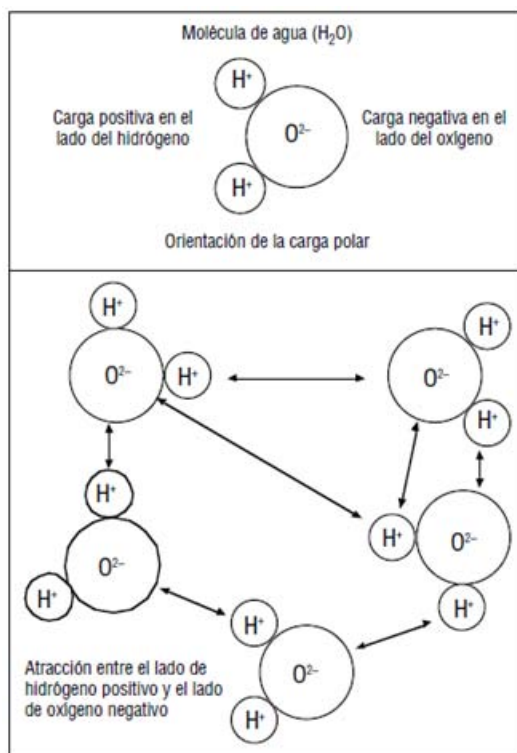 Molécula de agua (H₂O)
H⁺
Carga positiva en el
lado del hidrógeno
O²⁻
Carga negativa en el
lado del oxígeno
H⁺
Orientación de la carga polar
H⁺
O²⁻
H⁺
H⁺
O²⁻
H⁺
H⁺
O²⁻
H⁺
H⁺
O²⁻
H⁺
H⁺
O²⁻
H⁺
Atracción entre el lado de
hidrógeno positivo y el lado
de oxígeno negativo